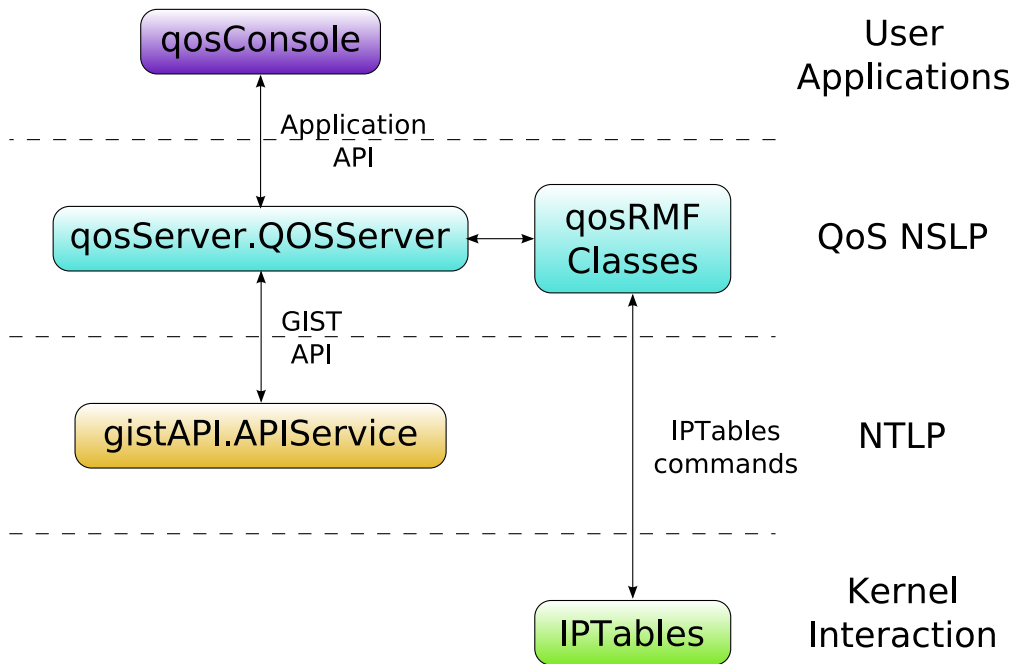 qosConsole
User
Applications
Application
API
qosServer.QOSServer
qosRMF
Classes
QoS NSLP
GIST
API
gistAPI.APIService
IPTables
commands
NTLP
IPTables
Kernel
Interaction